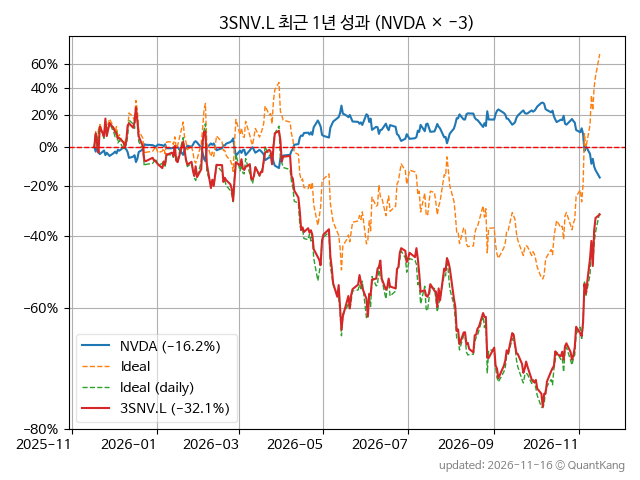 3SNV.L 최근 1년 성과 (NVDA × −3)
60%
40%
20%
0%
−20%
−40%
−60%
−80%
NVDA (−16.2%)
Ideal
Ideal (daily)
3SNV.L (−32.1%)
2025-11
2026-01
2026-03
2026-05
2026-07
2026-09
2026-11
updated: 2026-11-16 © QuantKang